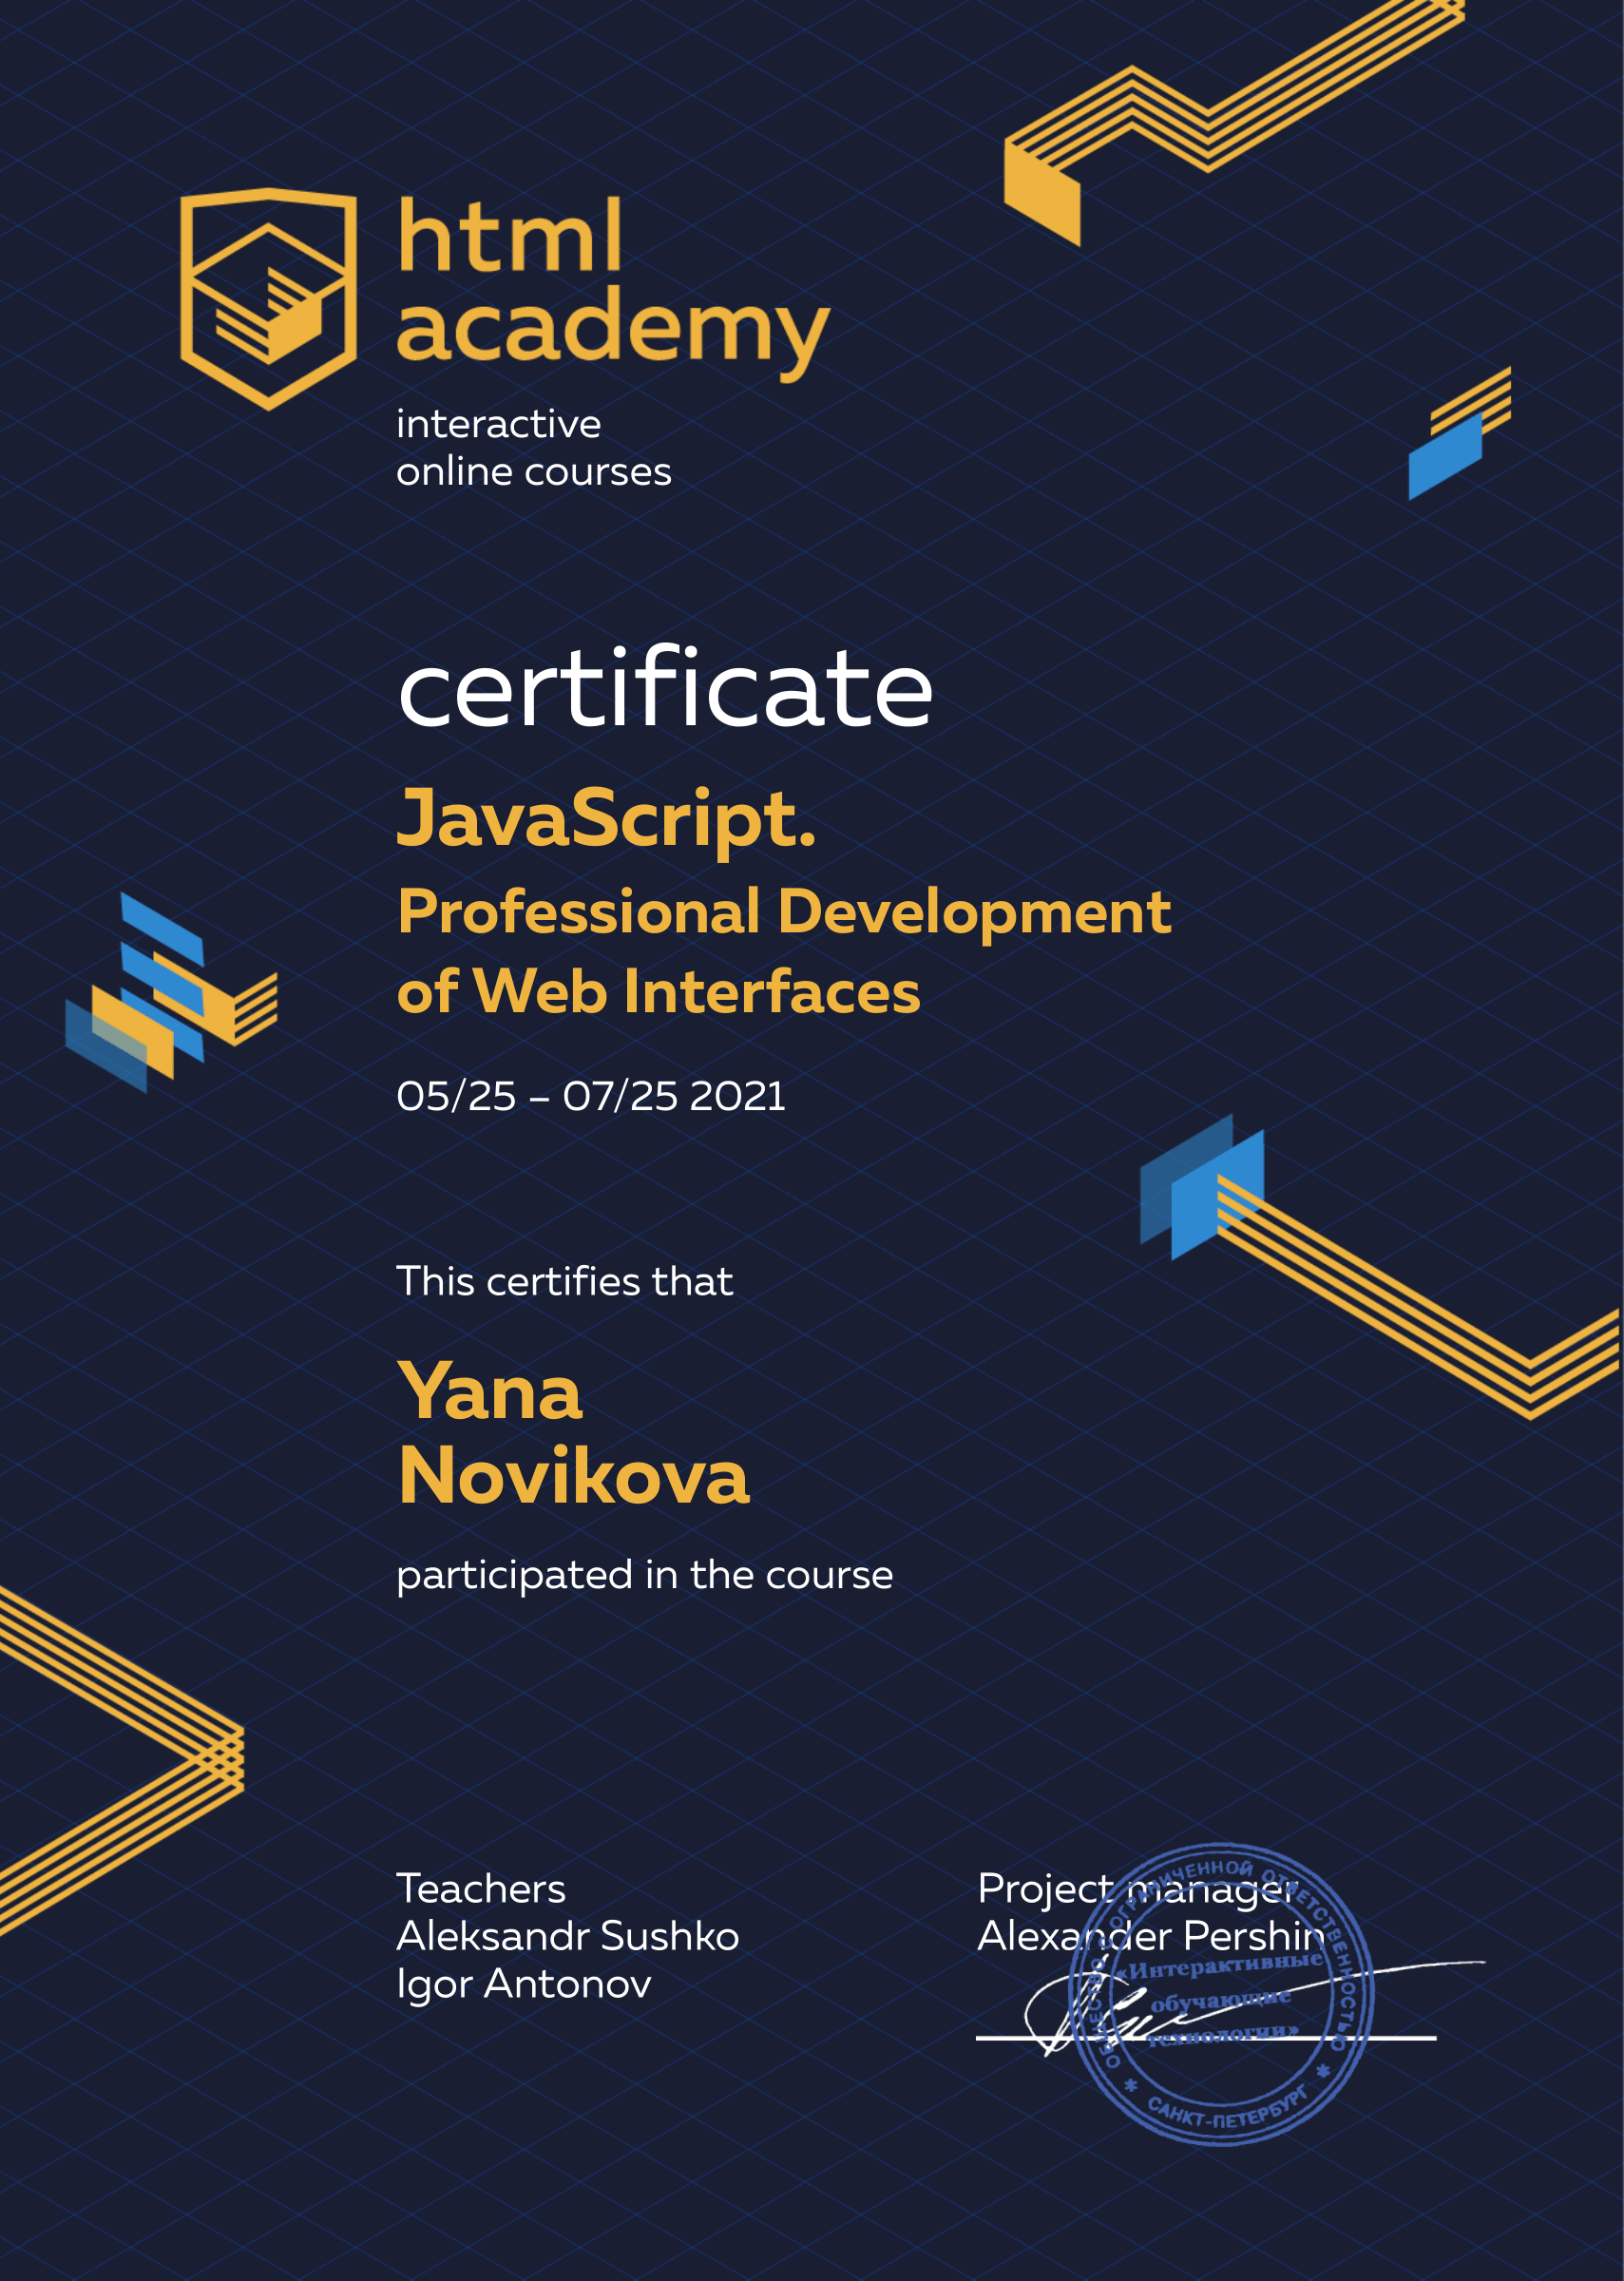 html
academy
interactive
online courses
certificate
JavaScript.
Professional Development
of Web Interfaces
05/25 – 07/25 2021
This certifies that
Yana
Novikova
participated in the course
Teachers
Aleksandr Sushko
Igor Antonov
Project manager
Alexander Pershin
ОБЩЕСТВО С ОГРАНИЧЕННОЙ ОТВЕТСТВЕННОСТЬЮ
«Интерактивные
обучающие
технологии»
* САНКТ-ПЕТЕРБУРГ *